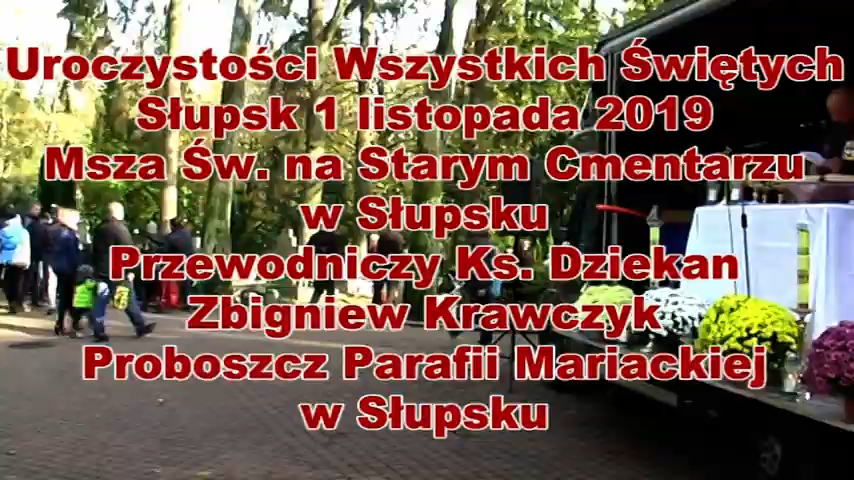 Uroczystości Wszystkich Świętych
Słupsk 1 listopada 2019
Msza Św. na Starym Cmentarzu
w Słupsku
Przewodniczy Ks. Dziekan
Zbigniew Krawczyk
Proboszcz Parafii Mariackiej
w Słupsku